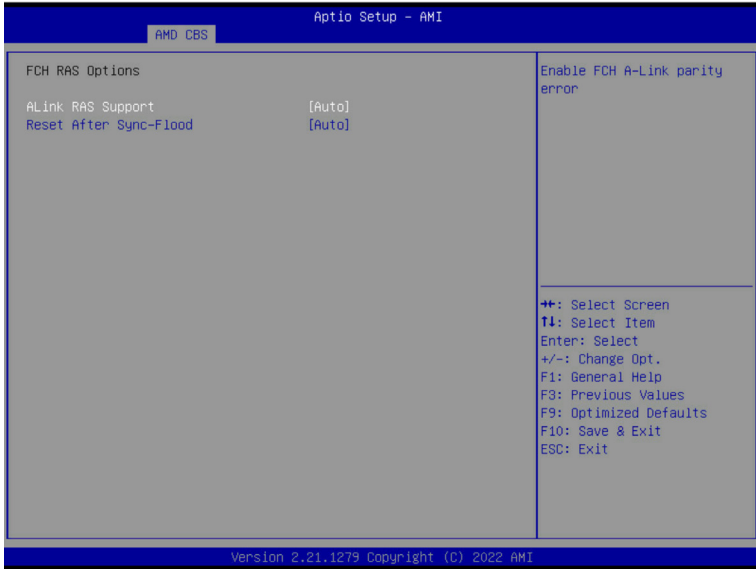 Aptio Setup - AMI
AMD CBS
FCH RAS Options
ALink RAS Support [Auto]
Reset After Sync-Flood [Auto]
Enable FCH A-Link parity
error
→←: Select Screen
↑↓: Select Item
Enter: Select
+/-: Change Opt.
F1: General Help
F3: Previous Values
F9: Optimized Defaults
F10: Save & Exit
ESC: Exit
Version 2.21.1279 Copyright (C) 2022 AMI